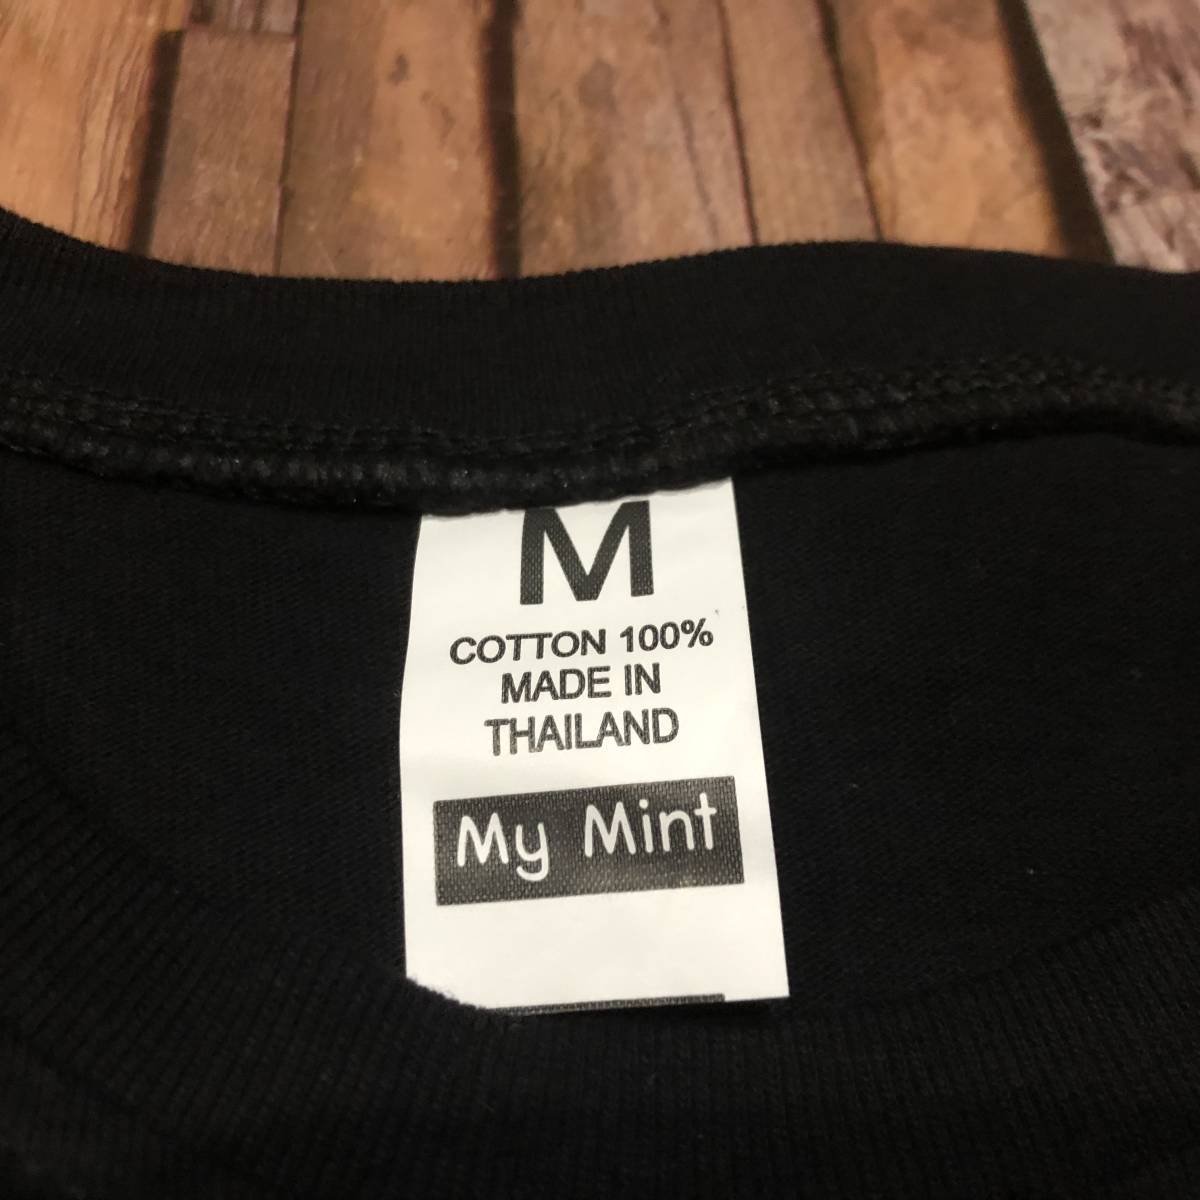 M
COTTON 100%
MADE IN
THAILAND
My Mint